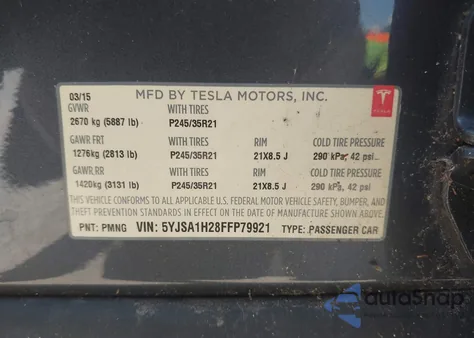 03/15 MFD BY TESLA MOTORS, INC.
GVWR WITH TIRES
2670 kg (5887 lb) P245/35R21
GAWR FRT WITH TIRES RIM COLD TIRE PRESSURE
1276kg (2813 lb) P245/35R21 21X8.5 J 290 kPa, 42 psi
GAWR RR WITH TIRES RIM COLD TIRE PRESSURE
1420kg (3131 lb) P245/35R21 21X8.5 J 290 kPa, 42 psi
THIS VEHICLE CONFORMS TO ALL APPLICABLE U.S. FEDERAL MOTOR VEHICLE SAFETY, BUMPER, AND
THEFT PREVENTION STANDARDS IN EFFECT ON THE DATE OF MANUFACTURE SHOWN ABOVE.
PNT: PMNG VIN: 5YJSA1H28FFP79921 TYPE: PASSENGER CAR
TESLA
autoSnap